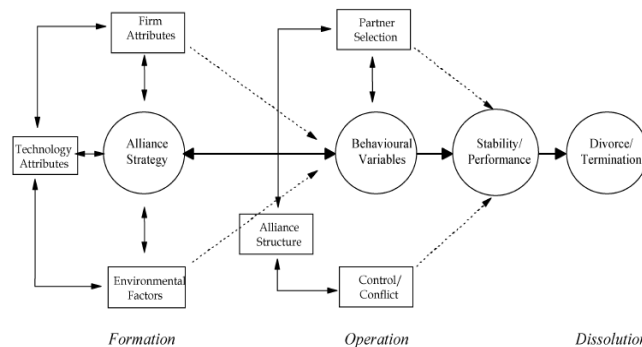 Firm
Attributes
Partner
Selection
Technology
Attributes
Alliance
Strategy
Behavioural
Variables
Stability/
Performance
Divorce/
Termination
Alliance
Structure
Environmental
Factors
Control/
Conflict
Formation
Operation
Dissolution